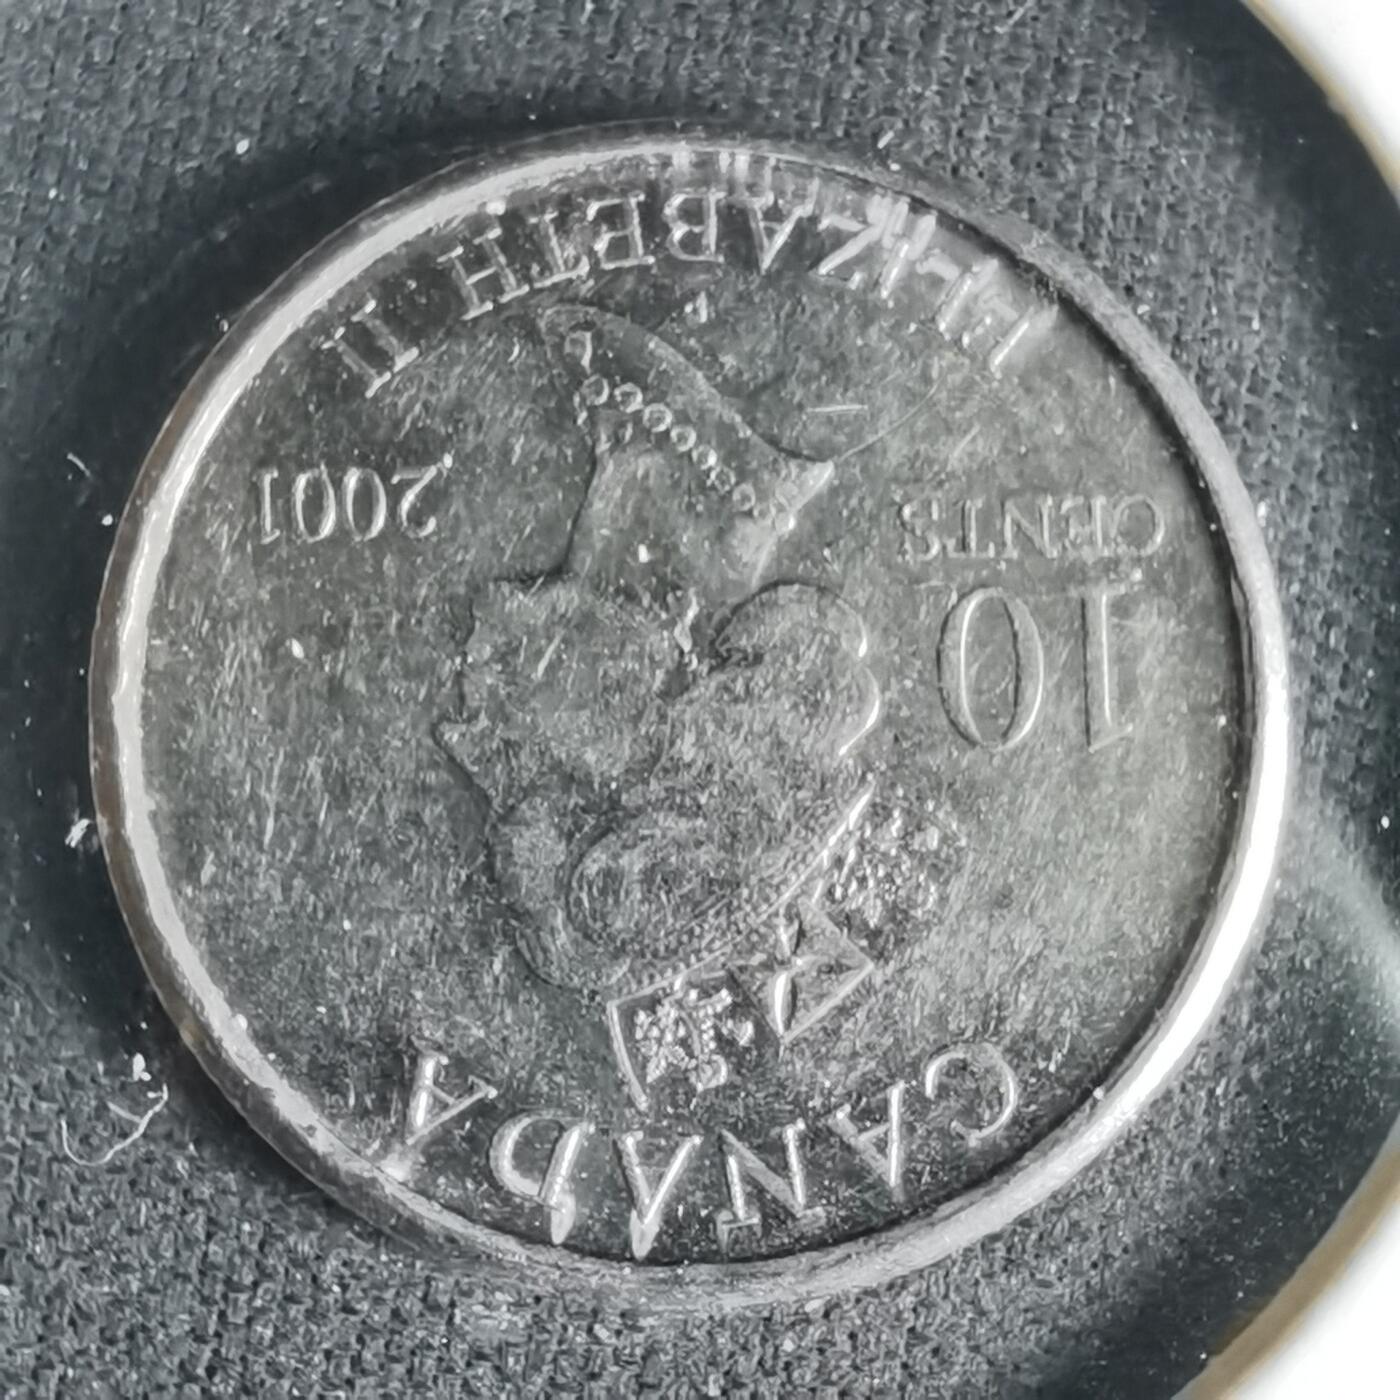 CANADA
10
CENTS
2001
ELIZABETH II